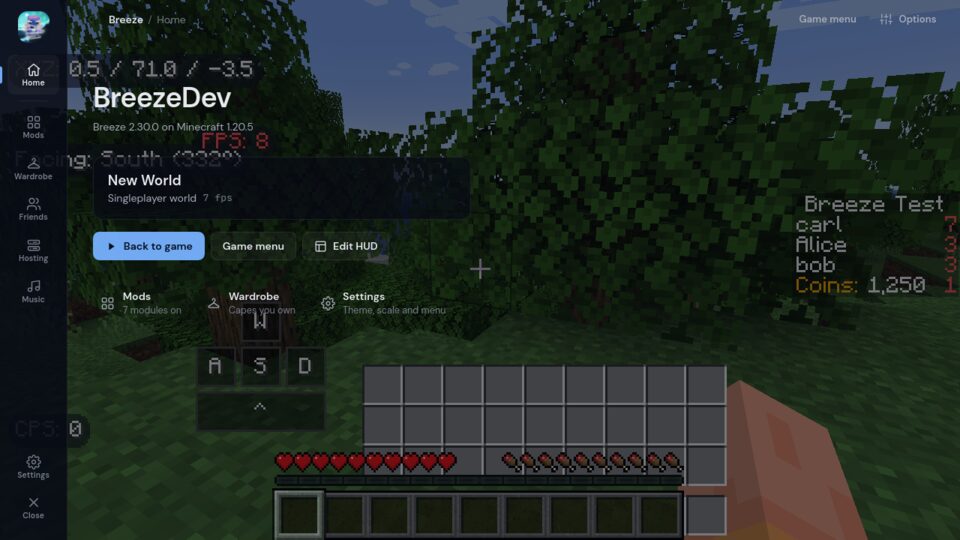 Breeze / Home
Game menu
Options
0.5 / 71.0 / -3.5
Home
BreezeDev
Breeze 2.30.0 on Minecraft 1.20.5
Mods
FPS: 8
Facing: South (332°)
Wardrobe
New World
Singleplayer world 7 fps
Friends
Breeze Test
carl 7
Alice 3
bob 3
Coins: 1,250 1
Hosting
Back to game
Game menu
Edit HUD
Music
Mods
7 modules on
Wardrobe
Capes you own
Settings
Theme, scale and menu
W
A S D
^
CPS: 0
Settings
Close